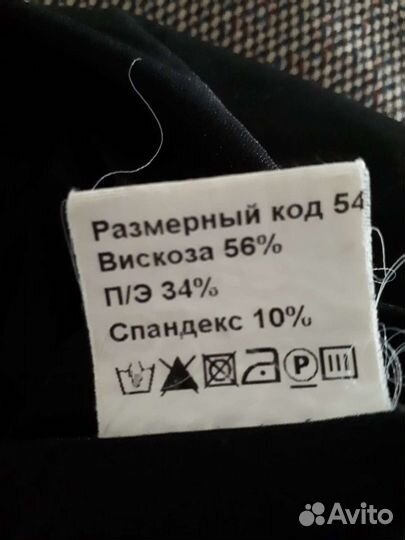 Размерный код 54
Вискоза 56%
П/Э 34%
Спандекс 10%
P
Avito